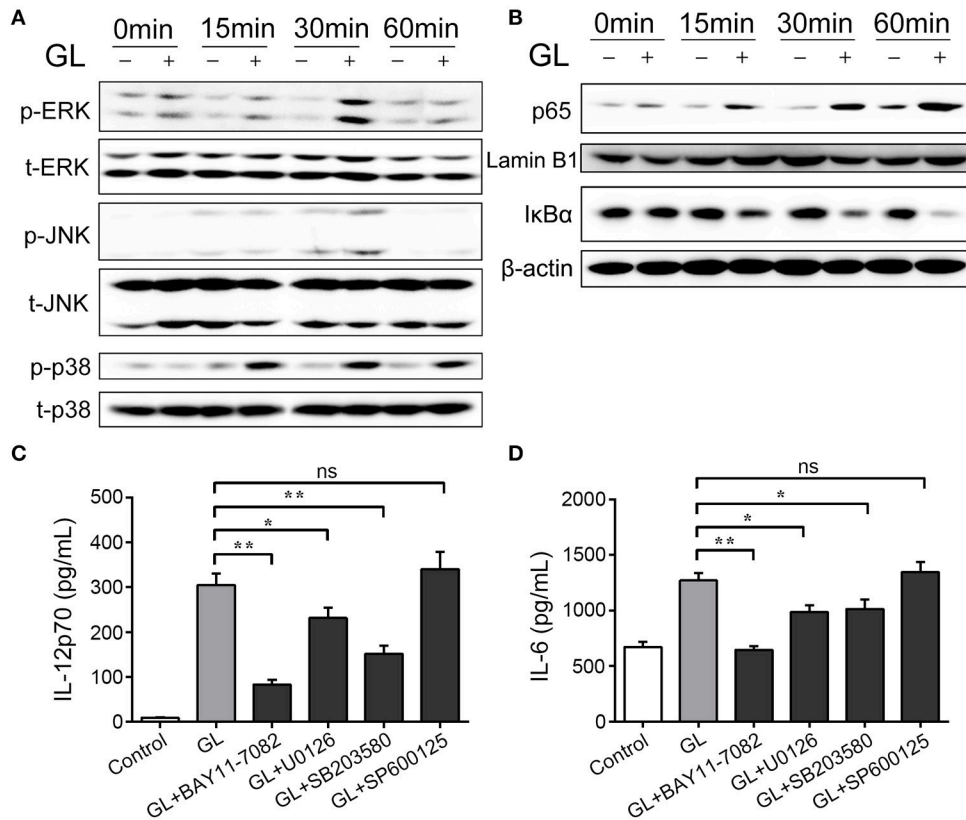 A
0min 15min 30min 60min
GL − + − + − + − +
p-ERK
t-ERK
p-JNK
t-JNK
p-p38
t-p38
B
0min 15min 30min 60min
GL − + − + − + − +
p65
Lamin B1
IκBα
β-actin
C
IL-12p70 (pg/mL)
500
400
300
200
100
0
ns
**
*
**
Control
GL
GL+BAY11-7082
GL+U0126
GL+SB203580
GL+SP600125
D
IL-6 (pg/mL)
2000
1500
1000
500
0
ns
*
*
**
Control
GL
GL+BAY11-7082
GL+U0126
GL+SB203580
GL+SP600125